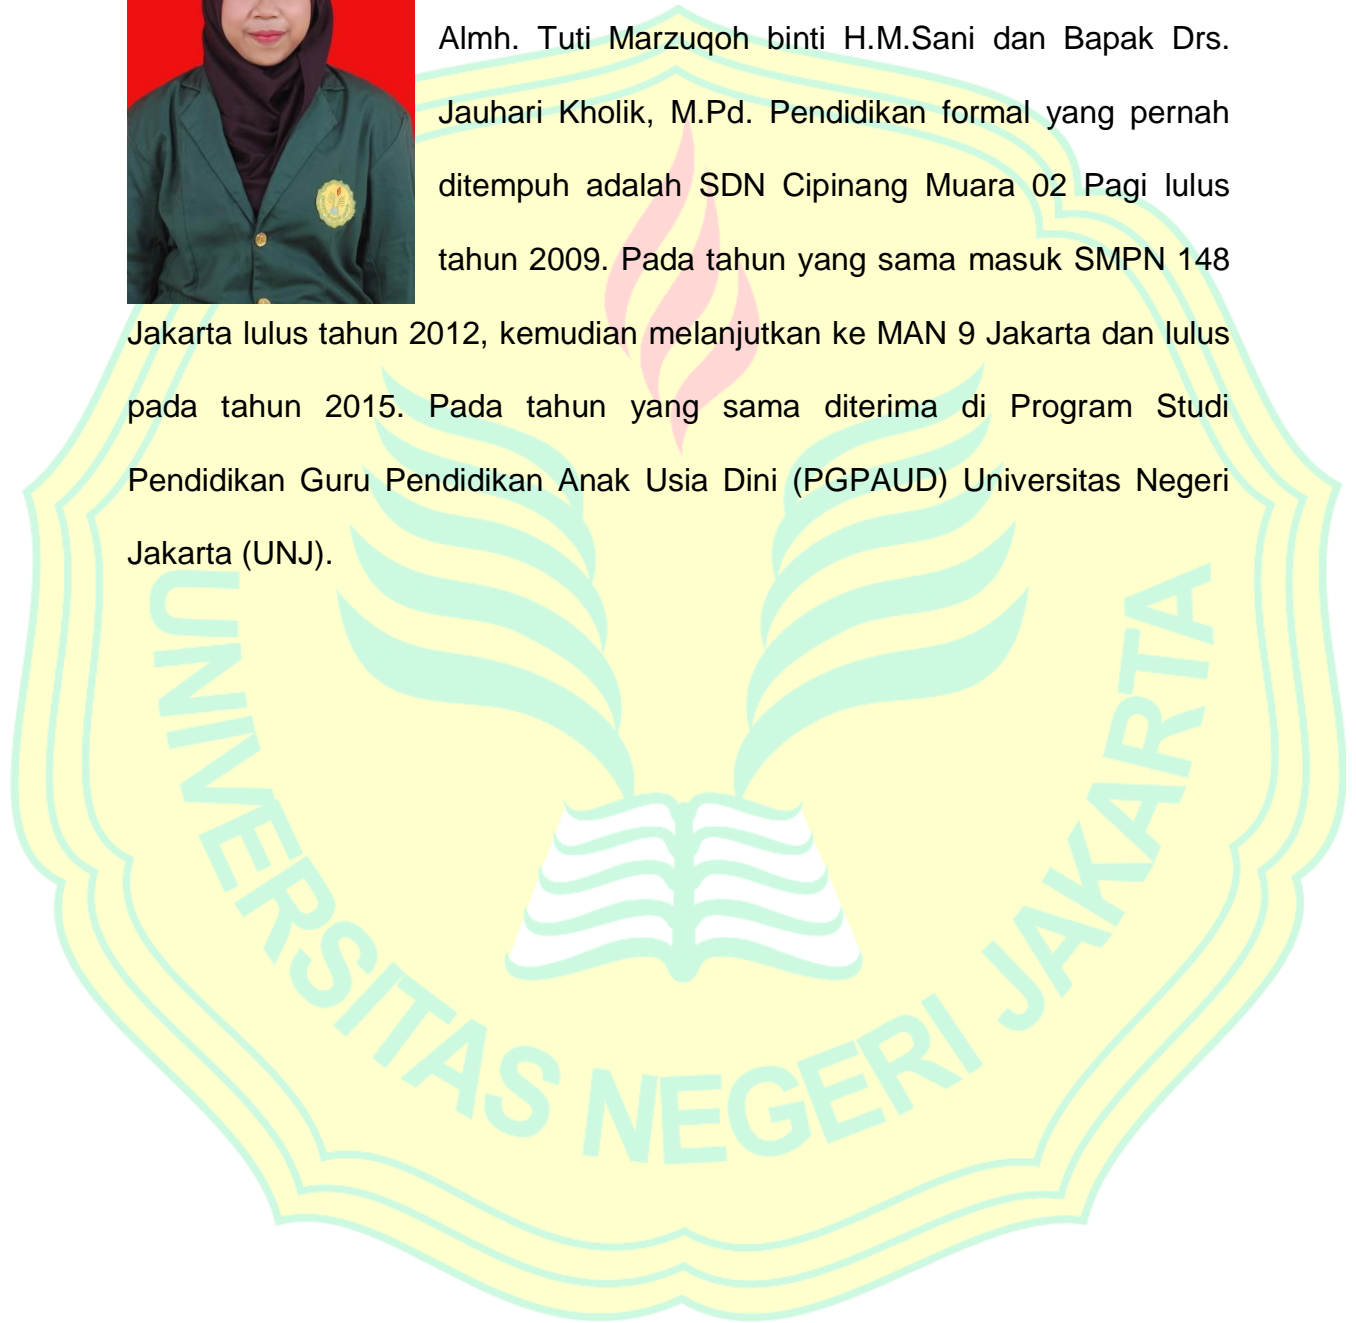 Almh. Tuti Marzuqoh binti H.M.Sani dan Bapak Drs.
Jauhari Kholik, M.Pd. Pendidikan formal yang pernah
ditempuh adalah SDN Cipinang Muara 02 Pagi lulus
tahun 2009. Pada tahun yang sama masuk SMPN 148
Jakarta lulus tahun 2012, kemudian melanjutkan ke MAN 9 Jakarta dan lulus
pada tahun 2015. Pada tahun yang sama diterima di Program Studi
Pendidikan Guru Pendidikan Anak Usia Dini (PGPAUD) Universitas Negeri
Jakarta (UNJ).
UNIVERSITAS NEGERI JAKARTA